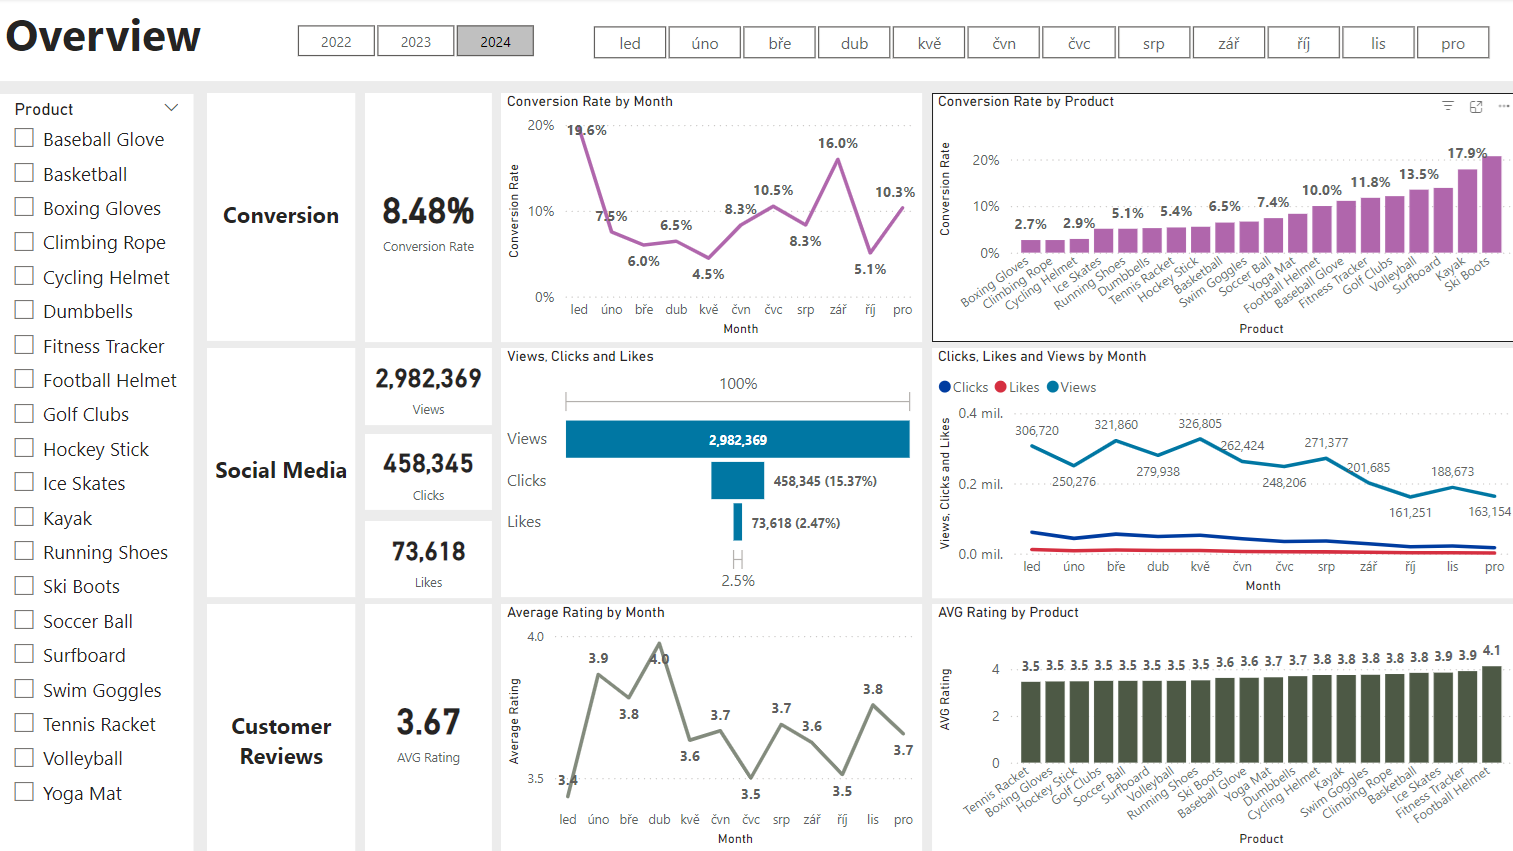 Overview
2022 2023 2024
led úno bře dub kvě čvn čvc srp zář říj lis pro
Product
Baseball Glove
Basketball
Boxing Gloves
Climbing Rope
Cycling Helmet
Dumbbells
Fitness Tracker
Football Helmet
Golf Clubs
Hockey Stick
Ice Skates
Kayak
Running Shoes
Ski Boots
Soccer Ball
Surfboard
Swim Goggles
Tennis Racket
Volleyball
Yoga Mat
Conversion
8.48%
Conversion Rate
Conversion Rate by Month
Conversion Rate
20%
10%
0%
19.6% 7.5% 6.0% 6.5% 4.5% 8.3% 10.5% 8.3% 16.0% 5.1% 10.3%
led úno bře dub kvě čvn čvc srp zář říj pro
Month
Conversion Rate by Product
Conversion Rate
20%
10%
0%
2.7% 2.9% 5.1% 5.4% 6.5% 7.4% 10.0% 11.8% 13.5% 17.9%
Boxing Gloves
Climbing Rope
Cycling Helmet
Ice Skates
Running Shoes
Dumbbells
Tennis Racket
Hockey Stick
Basketball
Swim Goggles
Soccer Ball
Yoga Mat
Football Helmet
Baseball Glove
Fitness Tracker
Golf Clubs
Volleyball
Surfboard
Kayak
Ski Boots
Product
Social Media
2,982,369
Views
458,345
Clicks
73,618
Likes
Views, Clicks and Likes
100%
Views 2,982,369
Clicks 458,345 (15.37%)
Likes 73,618 (2.47%)
2.5%
Clicks, Likes and Views by Month
Clicks Likes Views
Views, Clicks and Likes
0.4 mil.
0.2 mil.
0.0 mil.
306,720 250,276 321,860 279,938 326,805 262,424 248,206 271,377 201,685 161,251 188,673 163,154
led úno bře dub kvě čvn čvc srp zář říj lis pro
Month
Customer
Reviews
3.67
AVG Rating
Average Rating by Month
Average Rating
4.0
3.5
3.4 3.9 3.8 4.0 3.6 3.7 3.5 3.7 3.6 3.5 3.8 3.7
led úno bře dub kvě čvn čvc srp zář říj lis pro
Month
AVG Rating by Product
AVG Rating
4
2
0
3.5 3.5 3.5 3.5 3.5 3.5 3.5 3.5 3.6 3.6 3.7 3.7 3.8 3.8 3.8 3.8 3.8 3.9 3.9 4.1
Tennis Racket
Boxing Gloves
Hockey Stick
Golf Clubs
Soccer Ball
Surfboard
Volleyball
Running Shoes
Ski Boots
Baseball Glove
Yoga Mat
Dumbbells
Cycling Helmet
Kayak
Swim Goggles
Climbing Rope
Basketball
Ice Skates
Fitness Tracker
Football Helmet
Product